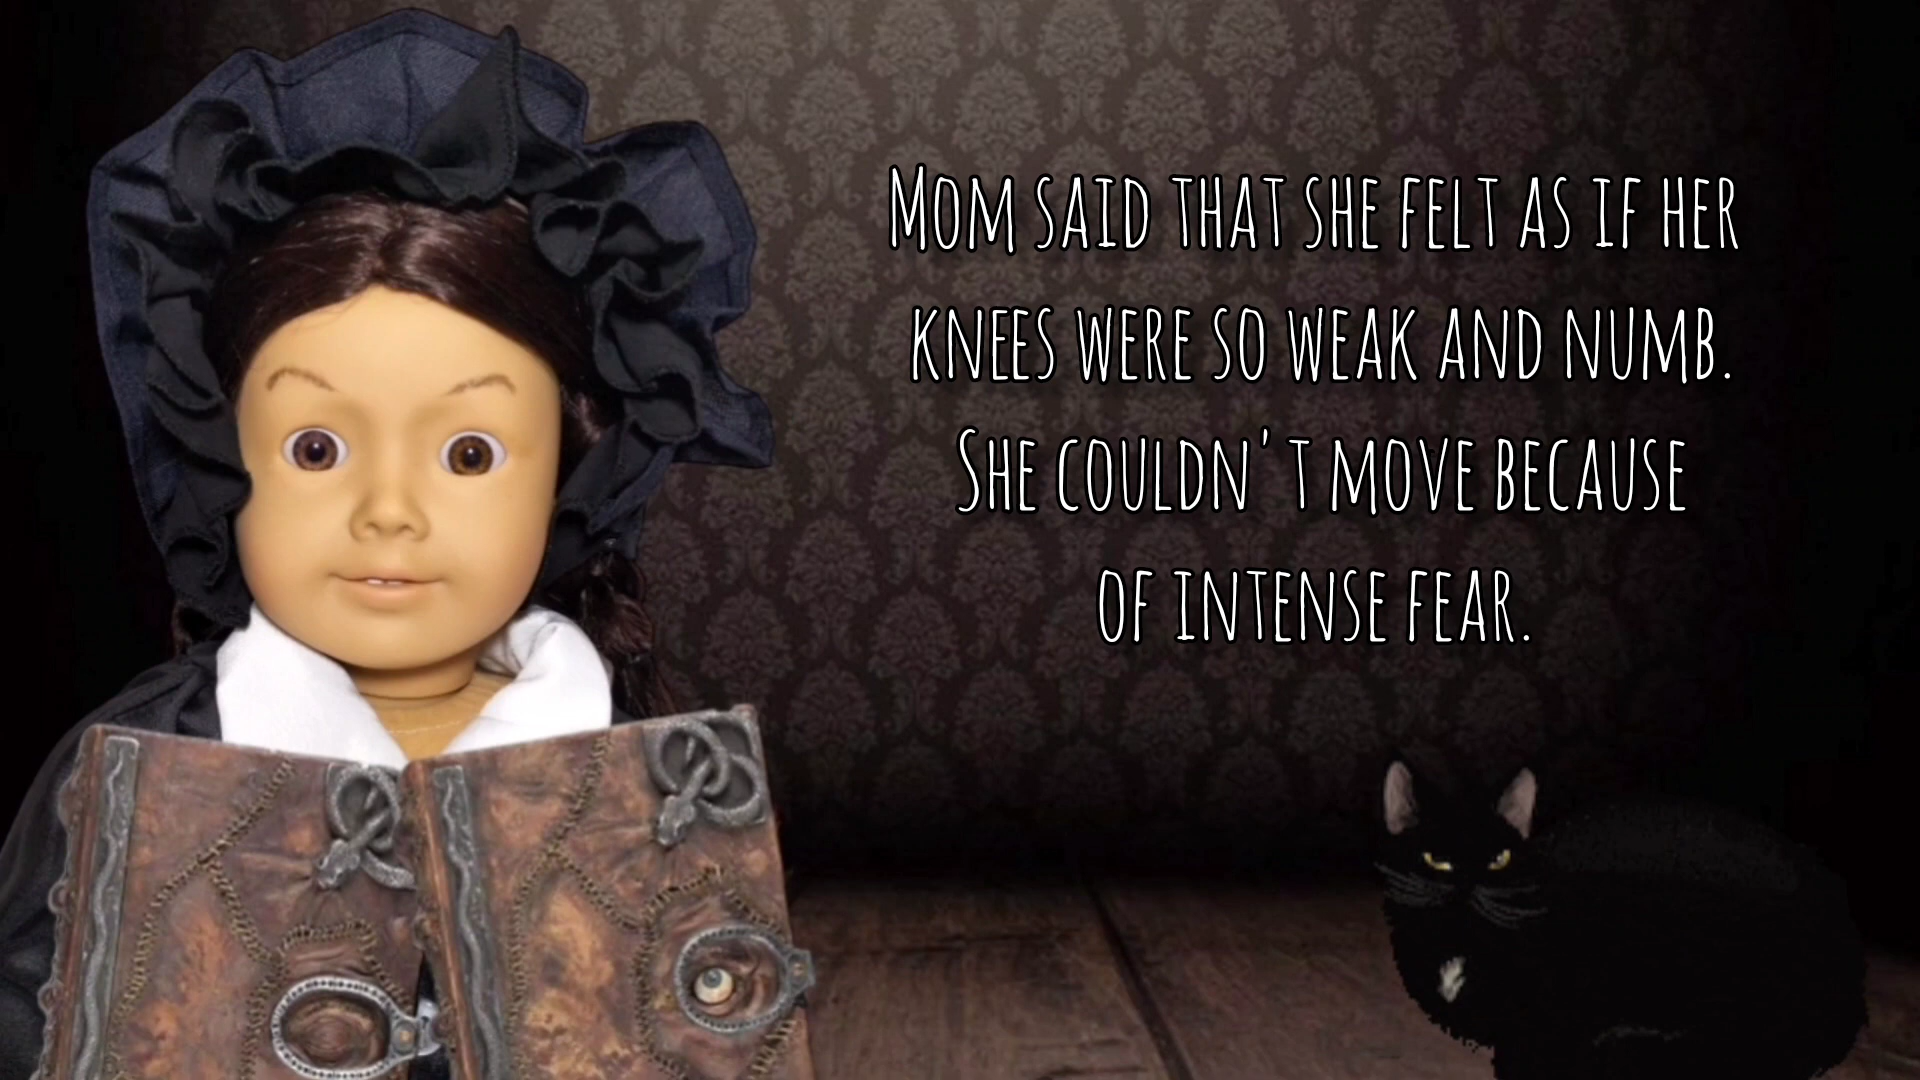 Mom said that she felt as if her
knees were so weak and numb.
She couldn't move because
of intense fear.